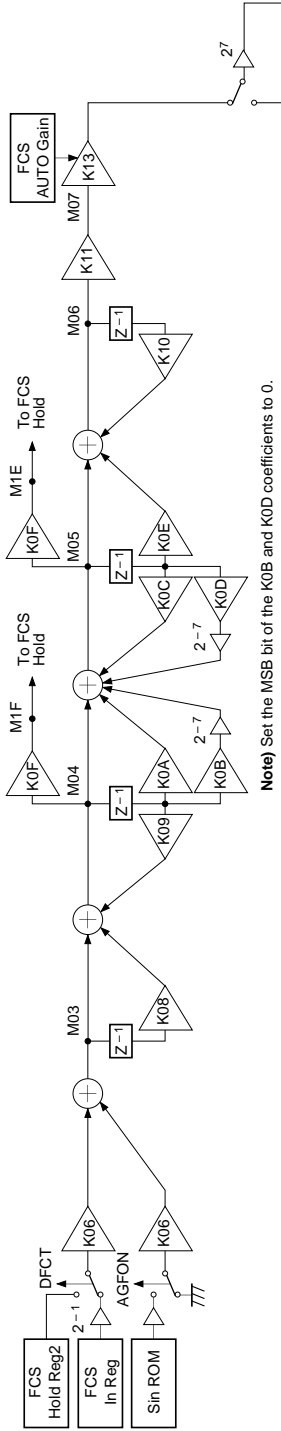 FCS
Hold Reg2
FCS
In Reg
Sin ROM
2⁻¹
DFCT
AGFON
K06
K06
M03
Z⁻¹
K08
M04
K0F
M1F
To FCS
Hold
Z⁻¹
K09
K0A
K0B
2⁻⁷
M05
K0F
M1E
To FCS
Hold
Z⁻¹
K0C
K0E
K0D
2⁻⁷
M06
Z⁻¹
K10
K11
M07
K13
FCS
AUTO Gain
2⁷
Note) Set the MSB bit of the K0B and K0D coefficients to 0.